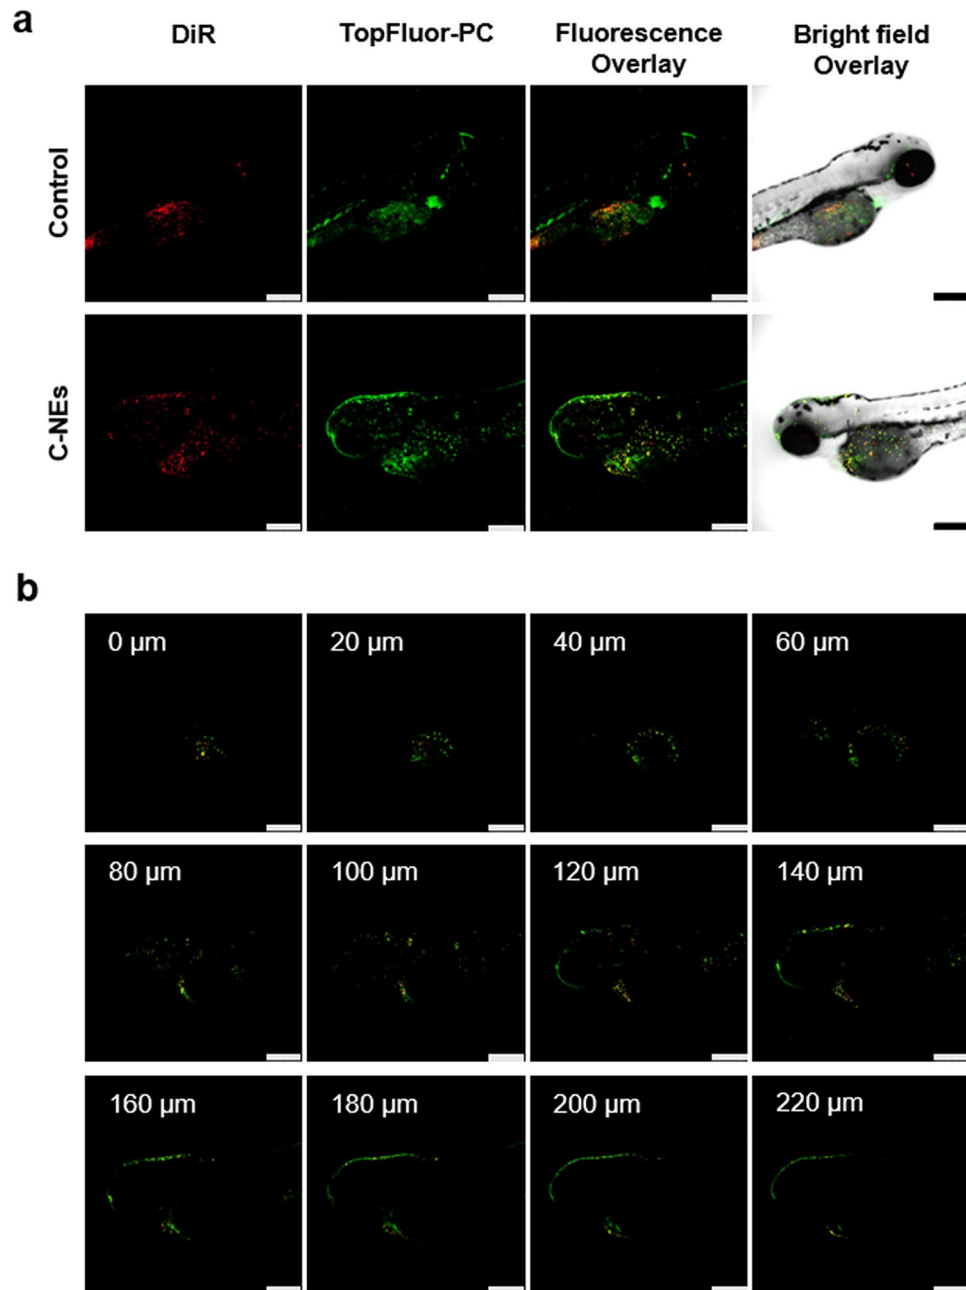 a
DiR
TopFluor-PC
Fluorescence
Overlay
Bright field
Overlay
Control
C-NEs
b
0 µm
20 µm
40 µm
60 µm
80 µm
100 µm
120 µm
140 µm
160 µm
180 µm
200 µm
220 µm